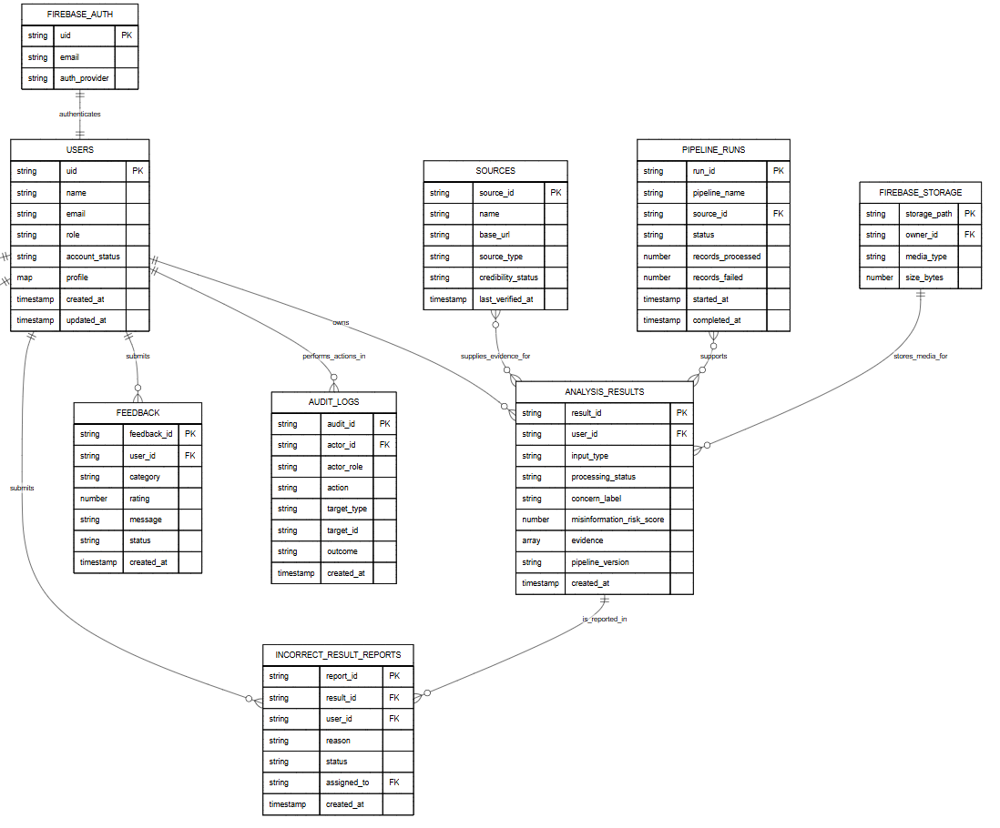 FIREBASE_AUTH
string uid PK
string email
string auth_provider
authenticates
USERS
string uid PK
string name
string email
string role
string account_status
map profile
timestamp created_at
timestamp updated_at
SOURCES
string source_id PK
string name
string base_url
string source_type
string credibility_status
timestamp last_verified_at
PIPELINE_RUNS
string run_id PK
string pipeline_name
string source_id FK
string status
number records_processed
number records_failed
timestamp started_at
timestamp completed_at
FIREBASE_STORAGE
string storage_path PK
string owner_id FK
string media_type
number size_bytes
owns
submits
performs_actions_in
supplies_evidence_for
supports
stores_media_for
FEEDBACK
string feedback_id PK
string user_id FK
string category
number rating
string message
string status
timestamp created_at
AUDIT_LOGS
string audit_id PK
string actor_id FK
string actor_role
string action
string target_type
string target_id
string outcome
timestamp created_at
ANALYSIS_RESULTS
string result_id PK
string user_id FK
string input_type
string processing_status
string concern_label
number misinformation_risk_score
array evidence
string pipeline_version
timestamp created_at
submits
is_reported_in
INCORRECT_RESULT_REPORTS
string report_id PK
string result_id FK
string user_id FK
string reason
string status
string assigned_to FK
timestamp created_at